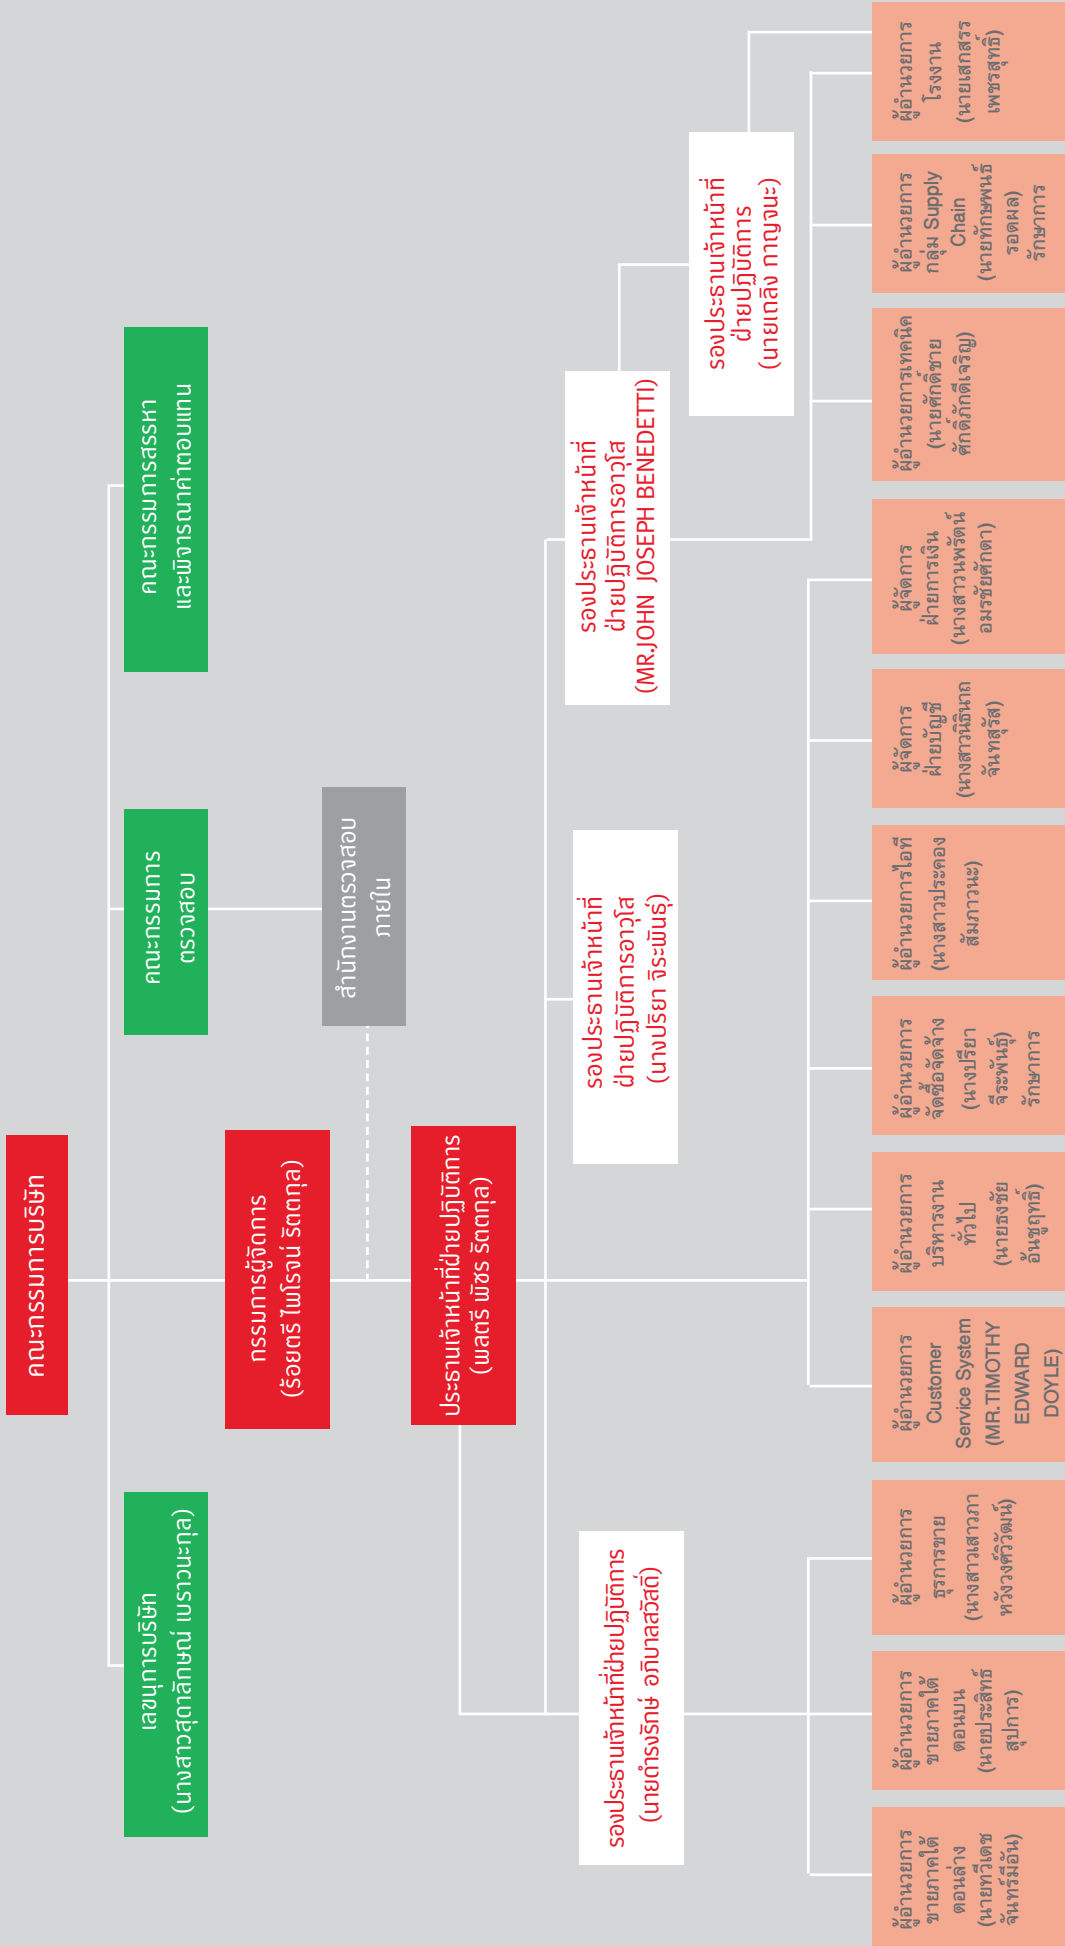 คณะกรรมการบริษัท
เลขนุการบริษัท
(นางสาวสุดาลักษณ์ เบราวนะกุล)
คณะกรรมการ
ตรวจสอบ
คณะกรรมการสรรหา
และพิจารณาค่าตอบแทน
กรรมการผู้จัดการ
(ร้อยตรี ไพโรจน์ รัตตกุล)
สำนักงานตรวจสอบ
ภายใน
ประธานเจ้าหน้าที่ฝ่ายปฏิบัติการ
(พลตรี พัชร รัตตกุล)
รองประธานเจ้าหน้าที่ฝ่ายปฏิบัติการ
(นายดำรงรักษ์ อภิบาลสวัสดิ์)
รองประธานเจ้าหน้าที่
ฝ่ายปฏิบัติการอาวุโส
(นางปริยา จิระพันธุ์)
รองประธานเจ้าหน้าที่
ฝ่ายปฏิบัติการอาวุโส
(MR.JOHN JOSEPH BENEDETTI)
รองประธานเจ้าหน้าที่
ฝ่ายปฏิบัติการ
(นายเถลิง กาญจนะ)
ผู้อำนวยการ
ขายภาคใต้
ตอนล่าง
(นายทวีเดช
จันทร์มีอ้น)
ผู้อำนวยการ
ขายภาคใต้
ตอนบน
(นายประสิทธ์
สุปการ)
ผู้อำนวยการ
ธุรการขาย
(นางสาวเสาวภา
หวังวงศ์วิวัฒน์)
ผู้อำนวยการ
Customer
Service System
(MR.TIMOTHY
EDWARD
DOYLE)
ผู้อำนวยการ
บริหารงาน
ทั่วไป
(นายธงชัย
อ้นชูฤทธิ์)
ผู้อำนวยการ
จัดซื้อจัดจ้าง
(นางปรียา
จีระพันธุ์)
รักษาการ
ผู้อำนวยการไอที
(นางสาวประคอง
สัมภาวนะ)
ผู้จัดการ
ฝ่ายบัญชี
(นางสาวนิธินาถ
จันทสุรัส)
ผู้จัดการ
ฝ่ายการเงิน
(นางสาวนพรัตน์
อมรชัยศักดา)
ผู้อำนวยการเทคนิค
(นายศักดิ์ชาย
ศักดิ์ภักดีเจริญ)
ผู้อำนวยการ
กลุ่ม Supply
Chain
(นายทักษพนธ์
รอดผล)
รักษาการ
ผู้อำนวยการ
โรงงาน
(นายเสกสรร
เพชรสุทธิ์)